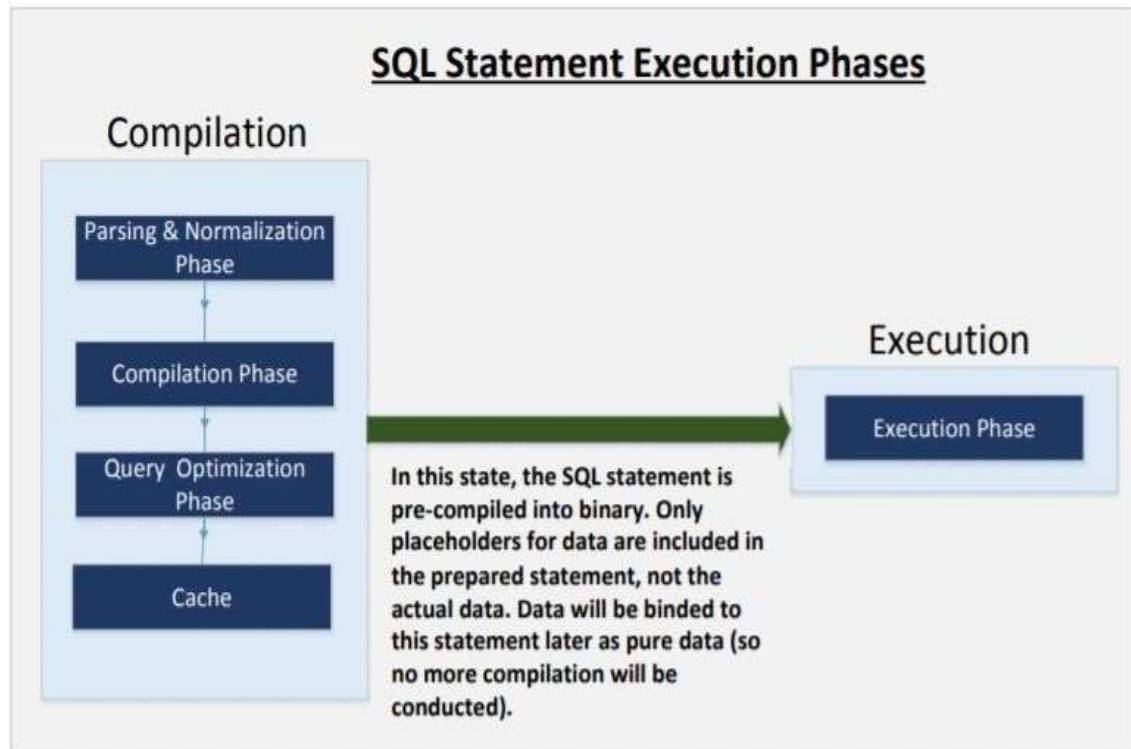 SQL Statement Execution Phases
Compilation
Parsing & Normalization
Phase
Compilation Phase
Query Optimization
Phase
Cache
In this state, the SQL statement is
pre-compiled into binary. Only
placeholders for data are included in
the prepared statement, not the
actual data. Data will be binded to
this statement later as pure data (so
no more compilation will be
conducted).
Execution
Execution Phase